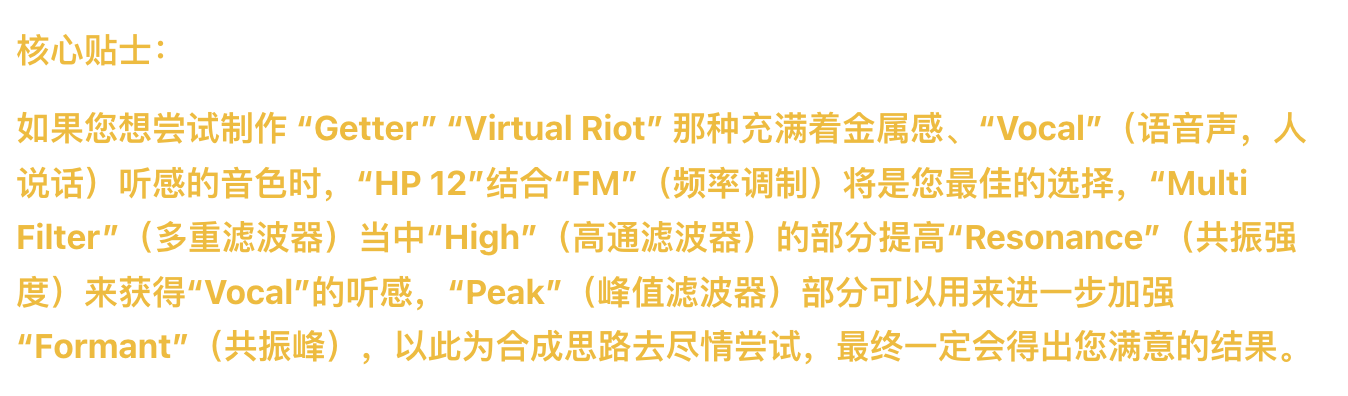 核心贴士：
如果您想尝试制作 “Getter” “Virtual Riot” 那种充满着金属感、“Vocal”（语音声，人
说话）听感的音色时，“HP 12”结合“FM”（频率调制）将是您最佳的选择，“Multi
Filter”（多重滤波器）当中“High”（高通滤波器）的部分提高“Resonance”（共振强
度）来获得“Vocal”的听感，“Peak”（峰值滤波器）部分可以用来进一步加强
“Formant”（共振峰），以此为合成思路去尽情尝试，最终一定会得出您满意的结果。